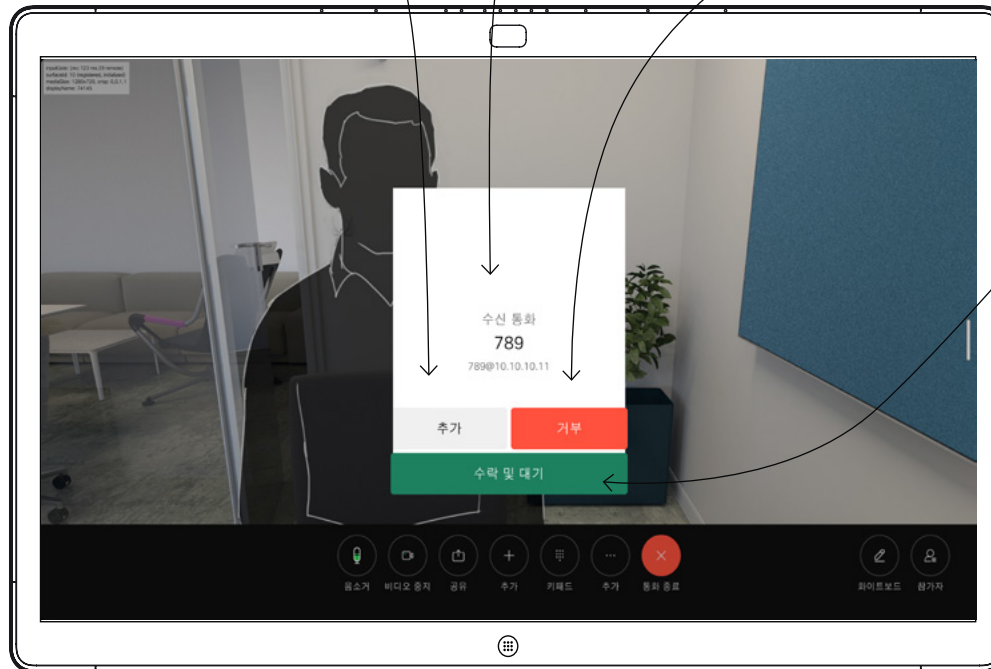 수신 통화
789
789@10.10.10.11
추가
거부
수락 및 대기
음소거
비디오 중지
공유
추가
키패드
추가
통화 종료
화이트보드
참가자